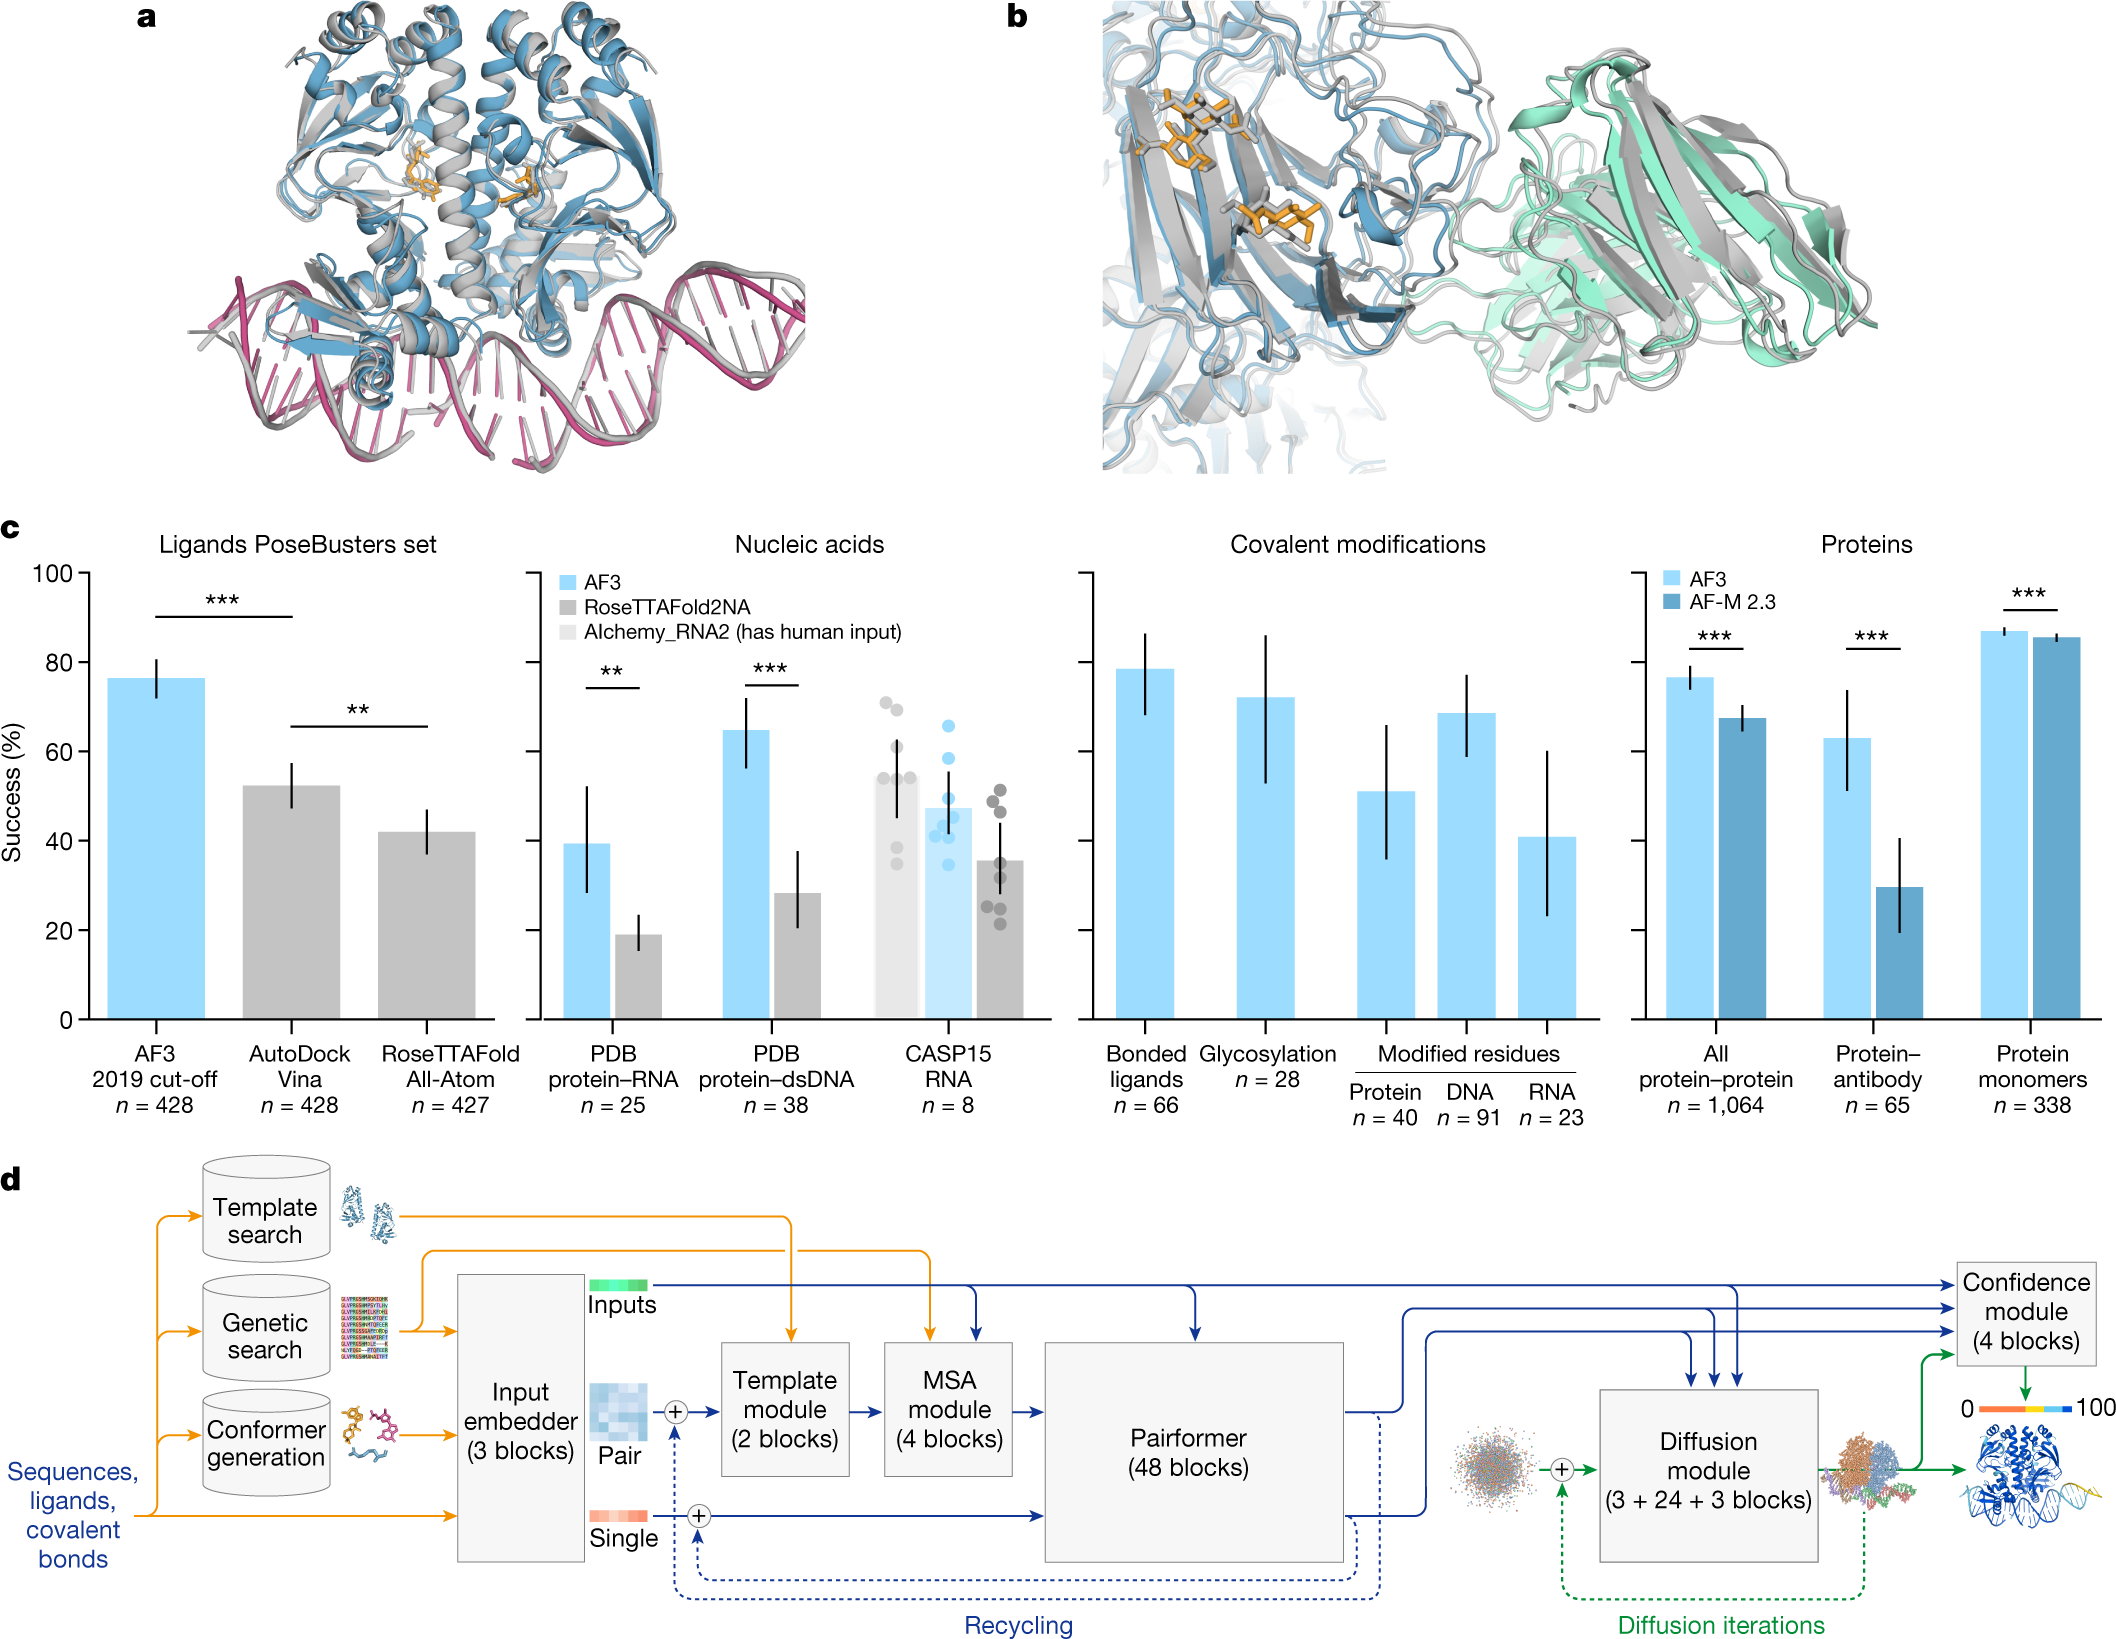 a
b
c
Ligands PoseBusters set
Nucleic acids
Covalent modifications
Proteins
Success (%)
100
80
60
40
20
0
***
**
AF3
2019 cut-off
n = 428
AutoDock
Vina
n = 428
RoseTTAFold
All-Atom
n = 427
AF3
RoseTTAFold2NA
Alchemy_RNA2 (has human input)
**
***
PDB
protein–RNA
n = 25
PDB
protein–dsDNA
n = 38
CASP15
RNA
n = 8
Bonded
ligands
n = 66
Glycosylation
n = 28
Modified residues
Protein
n = 40
DNA
n = 91
RNA
n = 23
AF3
AF-M 2.3
***
***
***
All
protein–protein
n = 1,064
Protein–
antibody
n = 65
Protein
monomers
n = 338
d
Template
search
Genetic
search
Conformer
generation
Sequences,
ligands,
covalent
bonds
Input
embedder
(3 blocks)
Inputs
Pair
Single
+
+
Template
module
(2 blocks)
MSA
module
(4 blocks)
Pairformer
(48 blocks)
Recycling
+
Diffusion
module
(3 + 24 + 3 blocks)
Diffusion iterations
Confidence
module
(4 blocks)
0
100